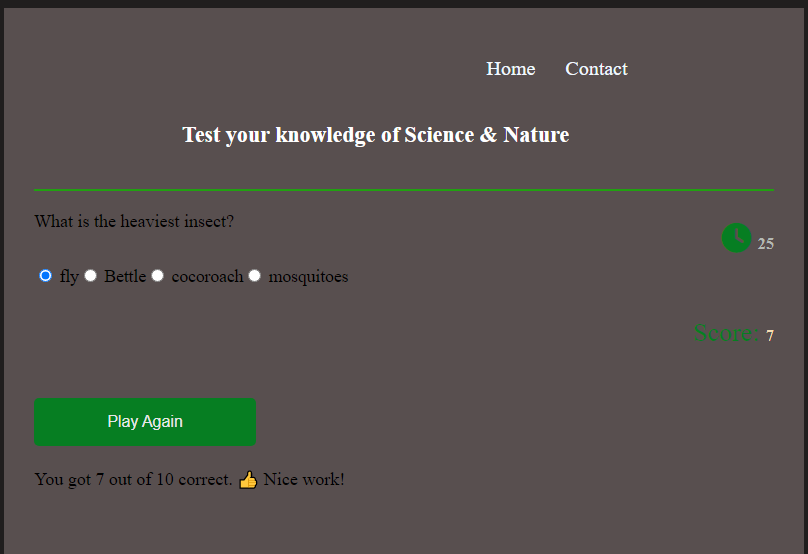 Home Contact
Test your knowledge of Science & Nature
What is the heaviest insect?
25
fly Bettle cocoroach mosquitoes
Score: 7
Play Again
You got 7 out of 10 correct. 👍 Nice work!